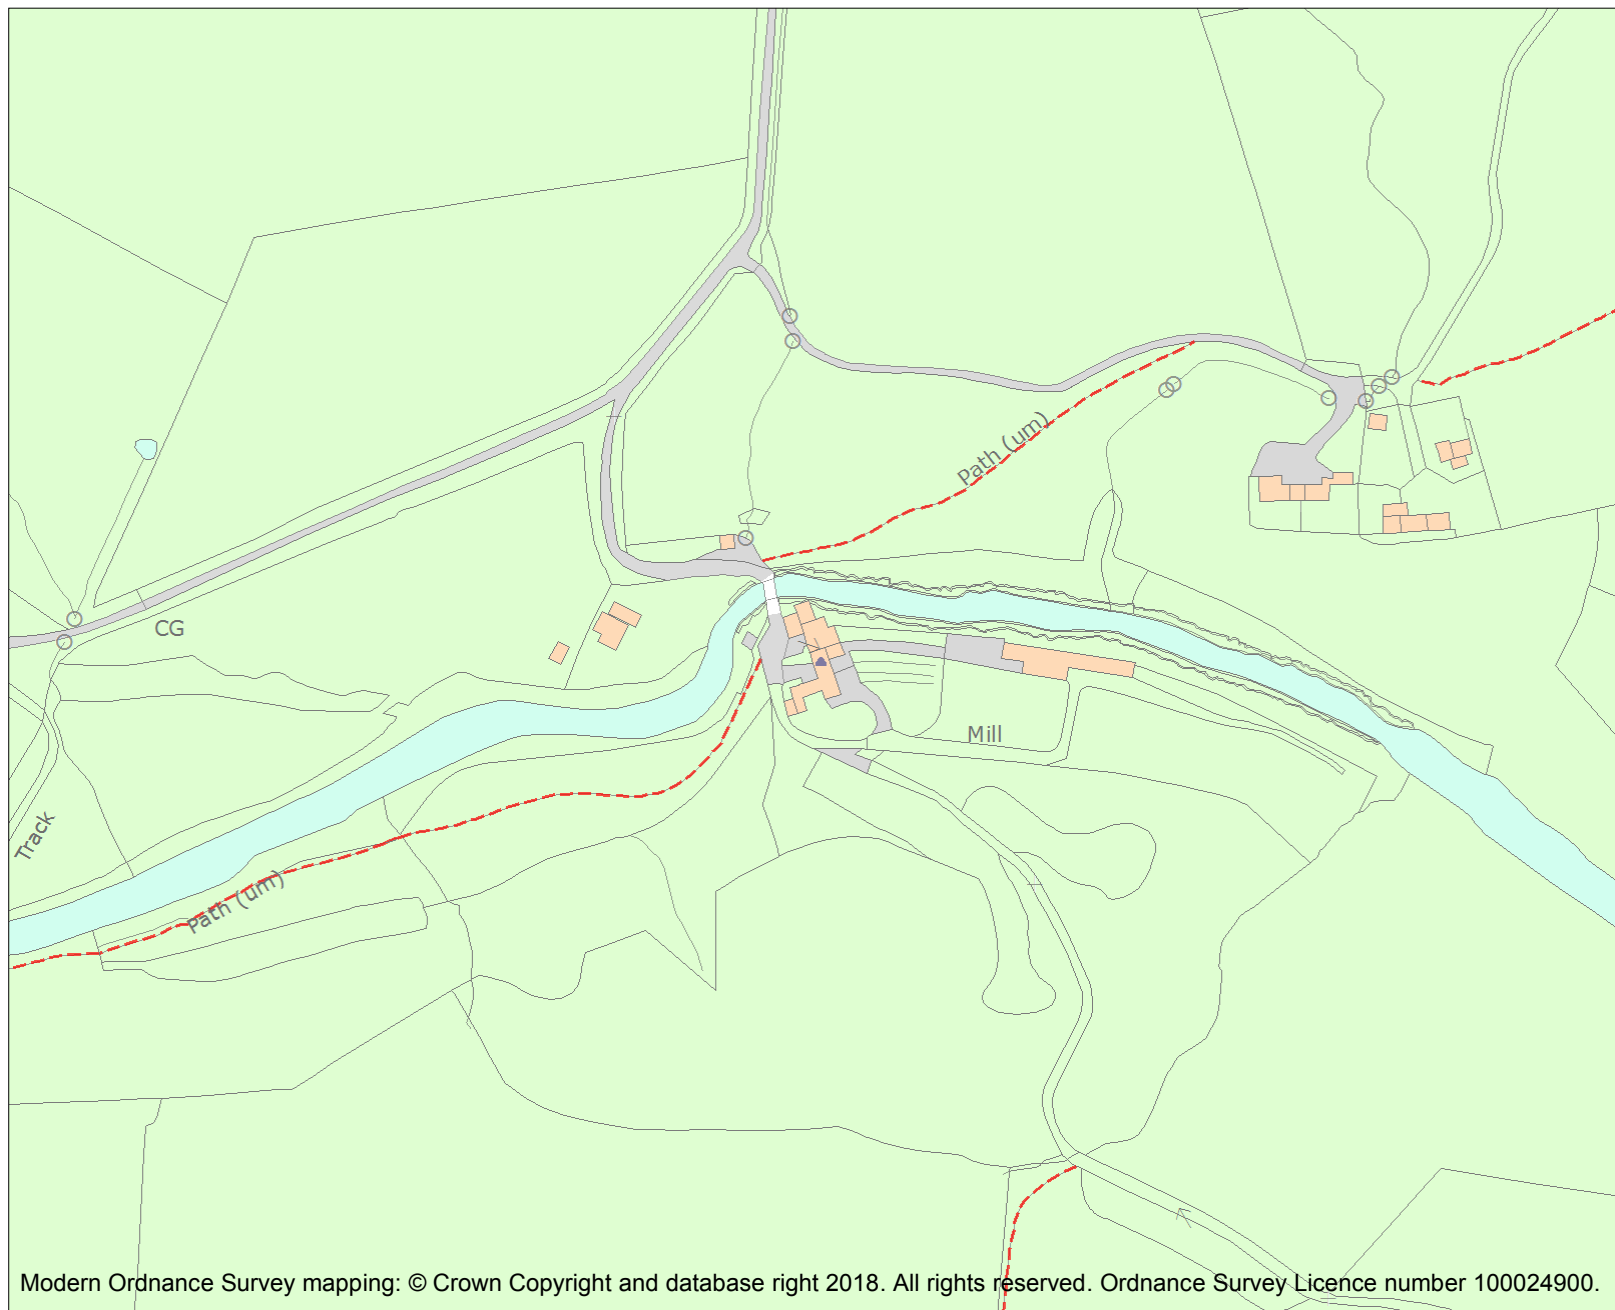 Path (um)
CG
Mill
Track
Path (um)
Modern Ordnance Survey mapping: © Crown Copyright and database right 2018. All rights reserved. Ordnance Survey Licence number 100024900.